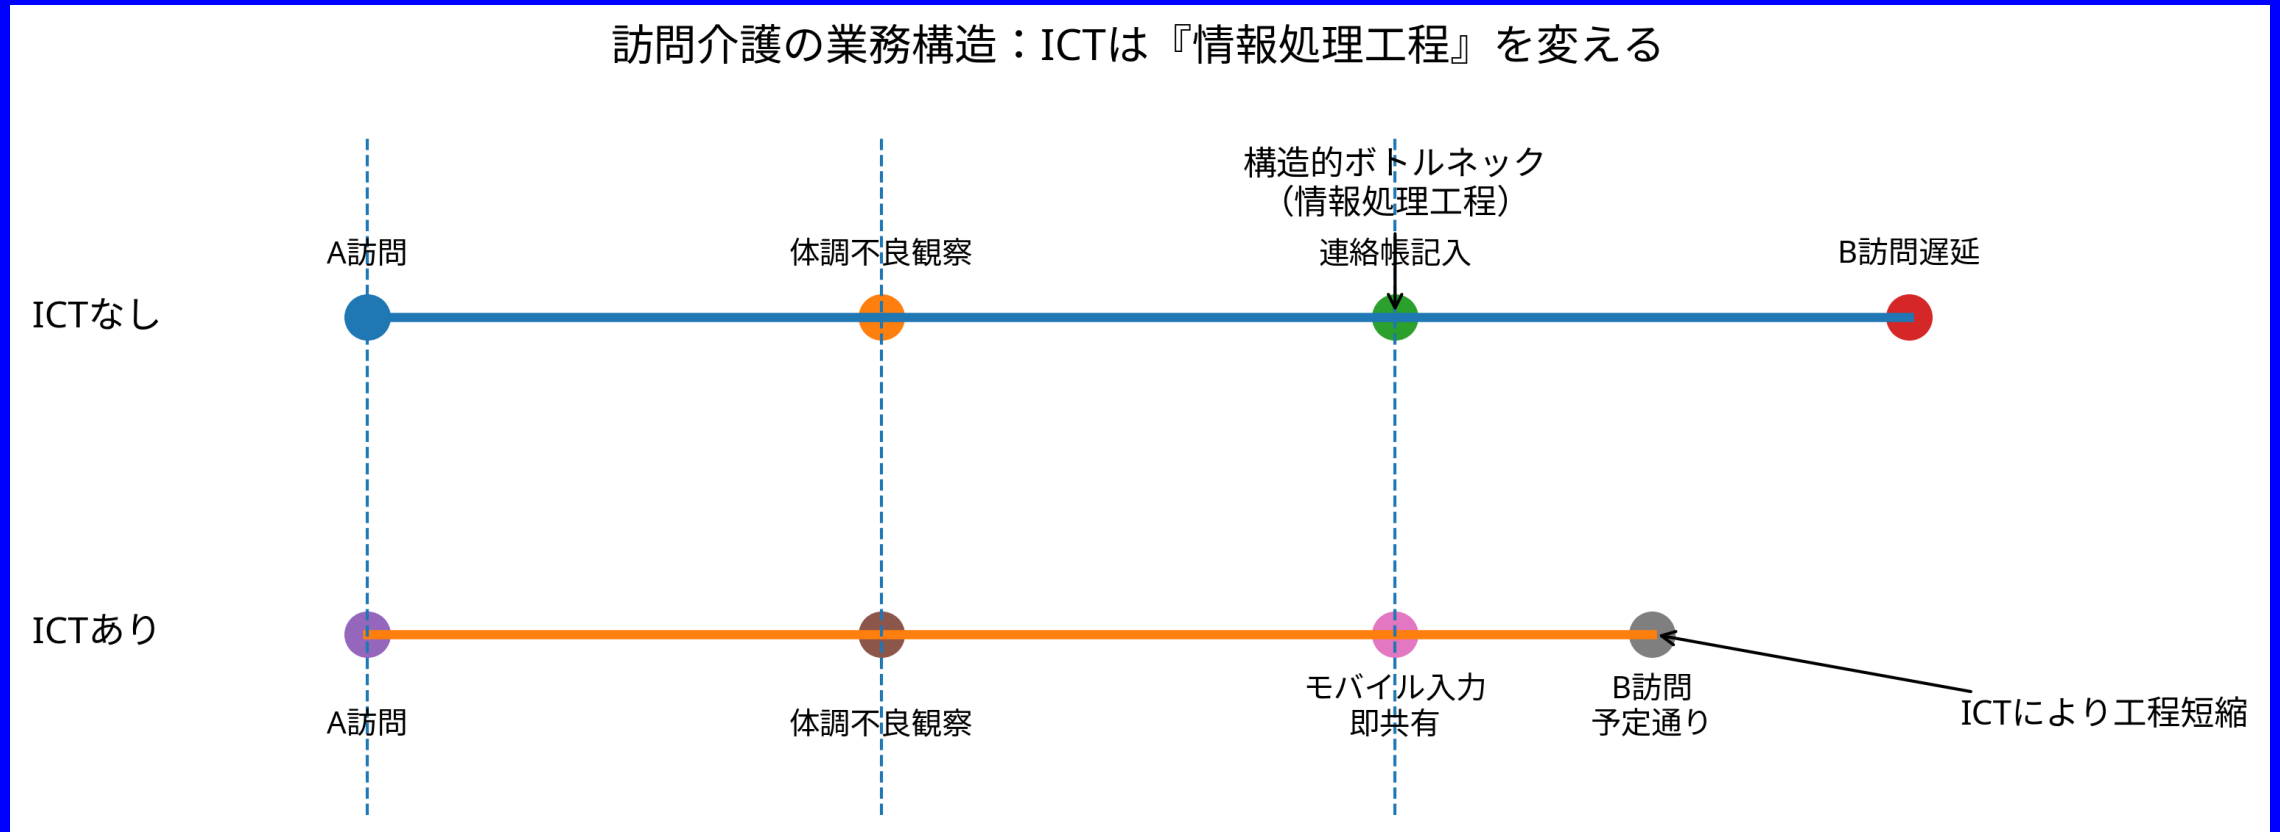 訪問介護の業務構造：ICTは『情報処理工程』を変える
構造的ボトルネック
（情報処理工程）
A訪問
体調不良観察
連絡帳記入
B訪問遅延
ICTなし
ICTあり
A訪問
体調不良観察
モバイル入力
即共有
B訪問
予定通り
ICTにより工程短縮